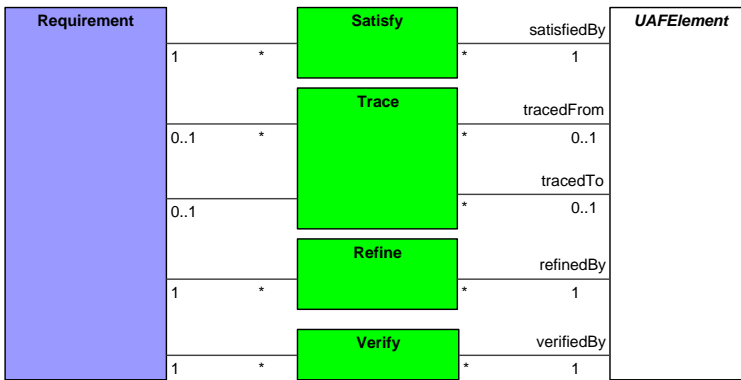 Requirement
Satisfy
UAFElement
satisfiedBy
1
*
*
1
Trace
tracedFrom
0..1
*
*
0..1
tracedTo
0..1
*
0..1
Refine
refinedBy
1
*
*
1
Verify
verifiedBy
1
*
*
1